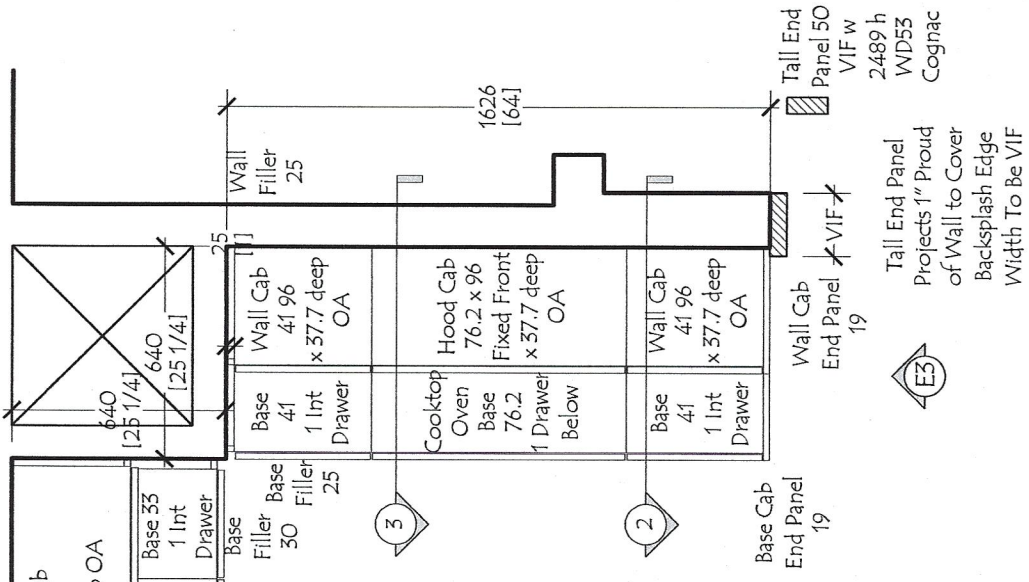 Tall End
Panel 50
VIF w
2489 h
WD53
Cognac
1626
[64]
Wall
Filler
25
25
640
[25 1/4]
640
[25 1/4]
Wall Cab
41 96
x 37.7 deep
OA
Hood Cab
76.2 x 96
Fixed Front
x 37.7 deep
OA
Wall Cab
41 96
x 37.7 deep
OA
VIF
Tall End Panel
Projects 1" Proud
of Wall to Cover
Backsplash Edge
Width To Be VIF
Wall Cab
End Panel
19
E3
Base
41
1 Int
Drawer
Cooktop
Oven
Base
76.2
1 Drawer
Below
Base
41
1 Int
Drawer
b
OA
Base 33
1 Int
Drawer
Base
Filler
30
Base
Filler
25
3
2
Base Cab
End Panel
19